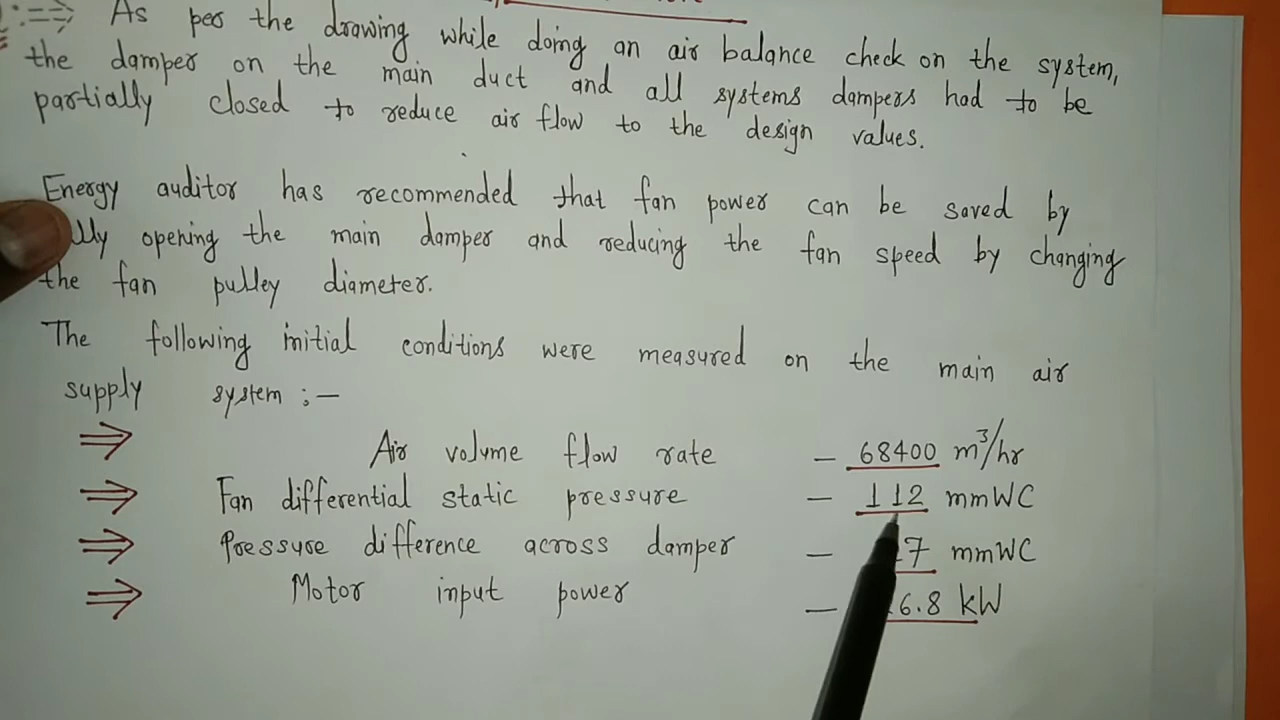 As per the drawing while doing an air balance check on the system,
the damper on the main duct and all systems dampers had to be
partially closed to reduce air flow to the design values.
Energy auditor has recommended that fan power can be saved by
opening the main damper and reducing the fan speed by changing
the fan pulley diameter.
The following initial conditions were measured on the main air
supply system :-
⇒ Air volume flow rate - 68400 m³/hr
⇒ Fan differential static pressure - 112 mmWC
⇒ Pressure difference across damper - mmWC
⇒ Motor input power - kW